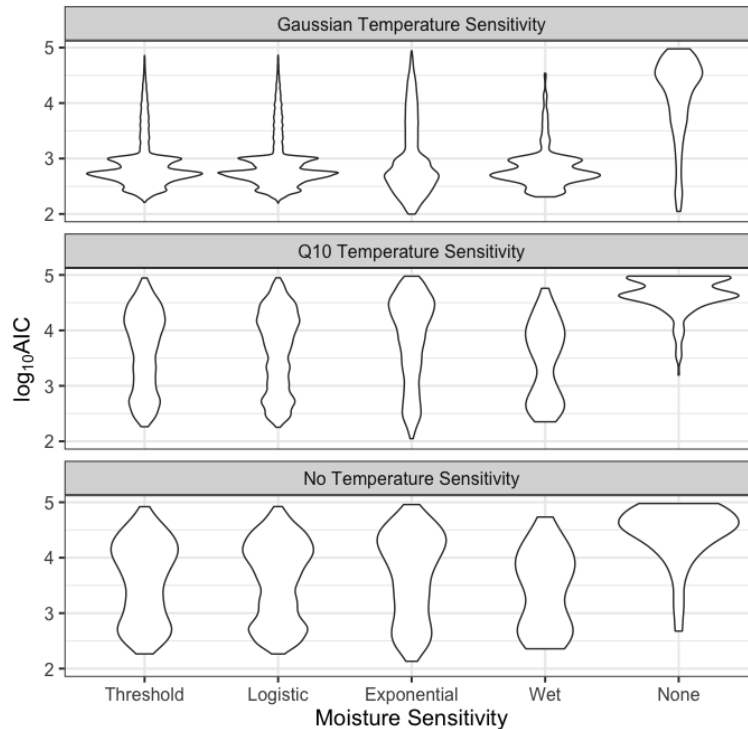 Gaussian Temperature Sensitivity
5
4
3
2
Q10 Temperature Sensitivity
5
4
3
2
log₁₀AIC
No Temperature Sensitivity
5
4
3
2
Threshold Logistic Exponential Wet None
Moisture Sensitivity